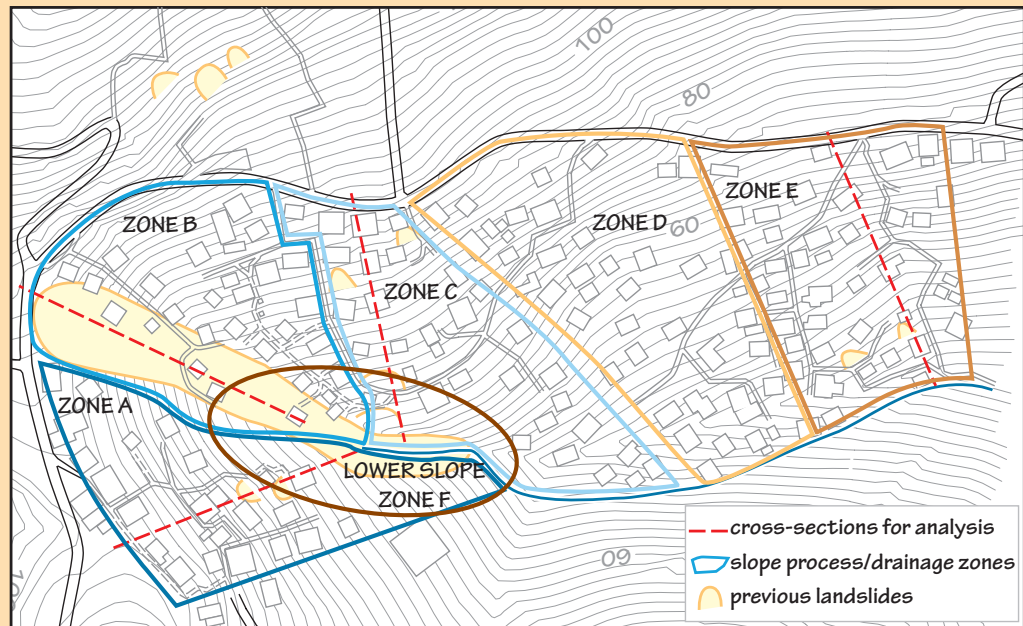 100
80
ZONE B
ZONE E
ZONE D
60
ZONE C
ZONE A
LOWER SLOPE
ZONE F
60
cross-sections for analysis
slope process/drainage zones
previous landslides